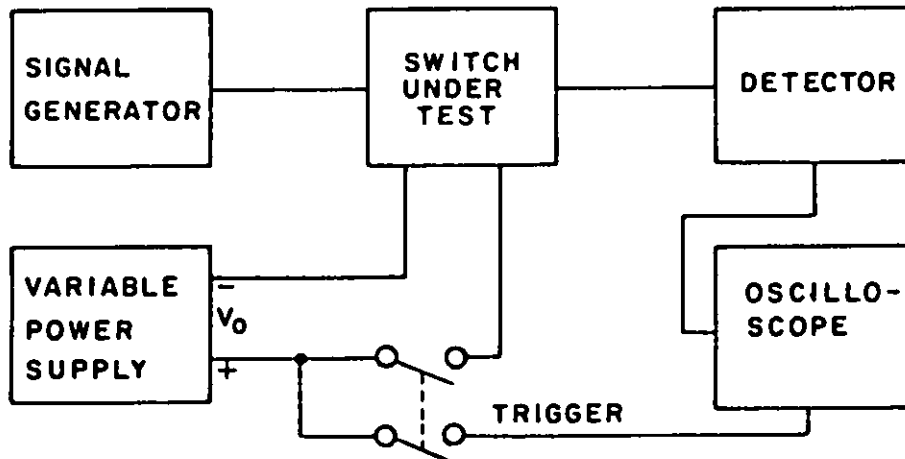 SIGNAL
GENERATOR
SWITCH
UNDER
TEST
DETECTOR
VARIABLE
POWER
SUPPLY
-
V0
+
OSCILLO-
SCOPE
TRIGGER